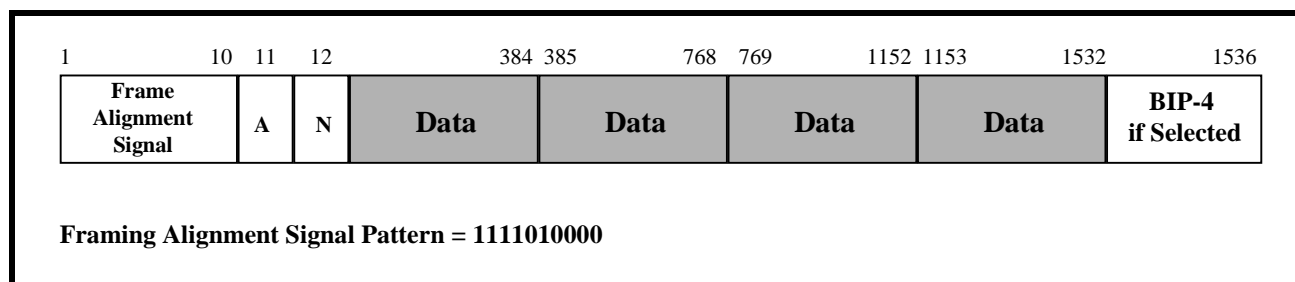 1 10 11 12 384 385 768 769 1152 1153 1532 1536
Frame
Alignment
Signal
A
N
Data
Data
Data
Data
BIP-4
if Selected
Framing Alignment Signal Pattern = 1111010000